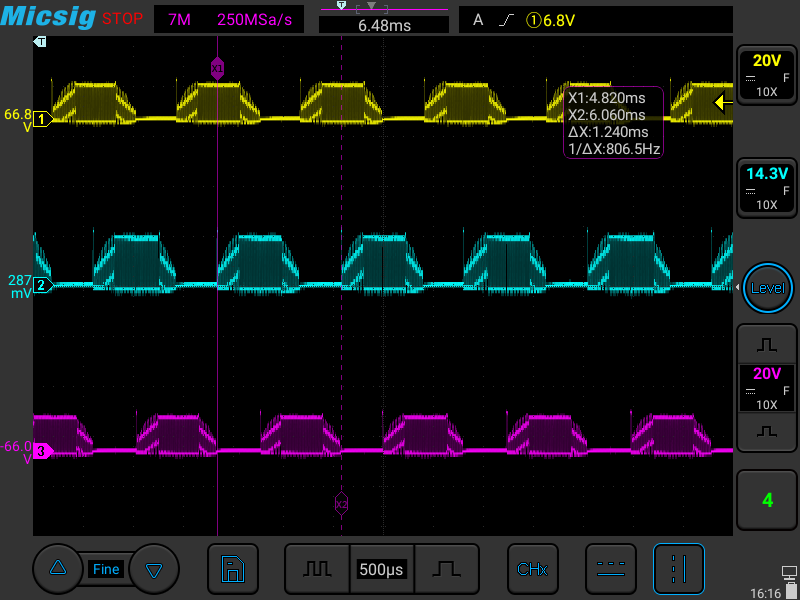 Micsig STOP 7M 250MSa/s T 6.48ms A ①6.8V
T
X1
20V
F
10X
66.8
V
1
X1:4.820ms
X2:6.060ms
ΔX:1.240ms
1/ΔX:806.5Hz
14.3V
F
10X
287
mV
2
Level
20V
F
10X
-66.0
V
3
X2
4
Fine
500μs
CHx
16:16